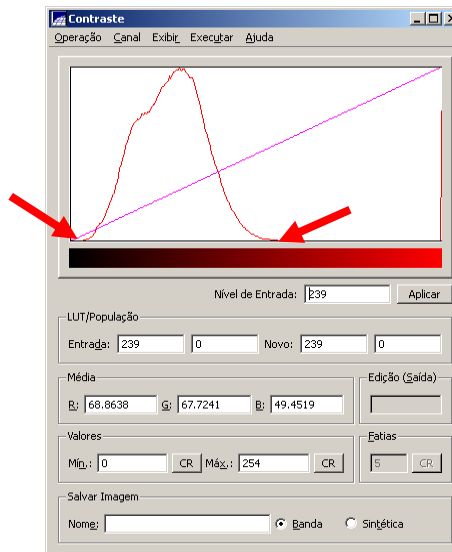 Contraste
Operação Canal Exibir Executar Ajuda
Nível de Entrada: 239 Aplicar
LUT/População
Entrada: 239 0 Novo: 239 0
Média Edição (Saída)
R: 68.8638 G: 67.7241 B: 49.4519
Valores Fatias
Mín.: 0 CR Máx.: 254 CR 5 CR
Salvar Imagem
Nome: Banda Sintética